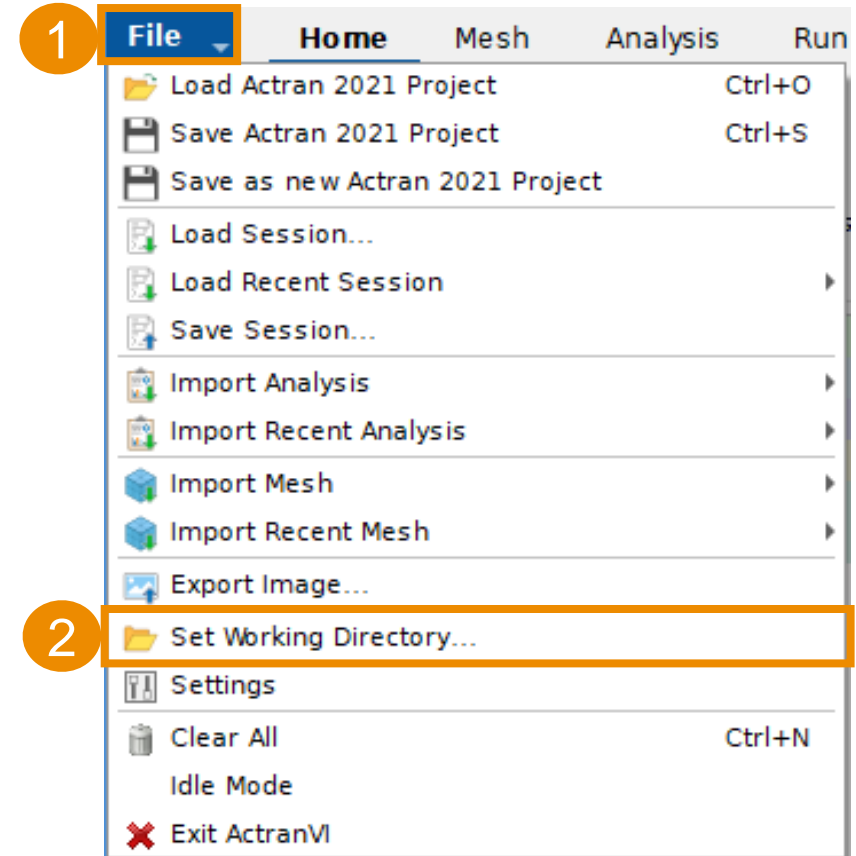 1 File Home Mesh Analysis Run
Load Actran 2021 Project Ctrl+O
Save Actran 2021 Project Ctrl+S
Save as new Actran 2021 Project
Load Session...
Load Recent Session
Save Session...
Import Analysis
Import Recent Analysis
Import Mesh
Import Recent Mesh
Export Image...
2 Set Working Directory...
Settings
Clear All Ctrl+N
Idle Mode
Exit ActranVI